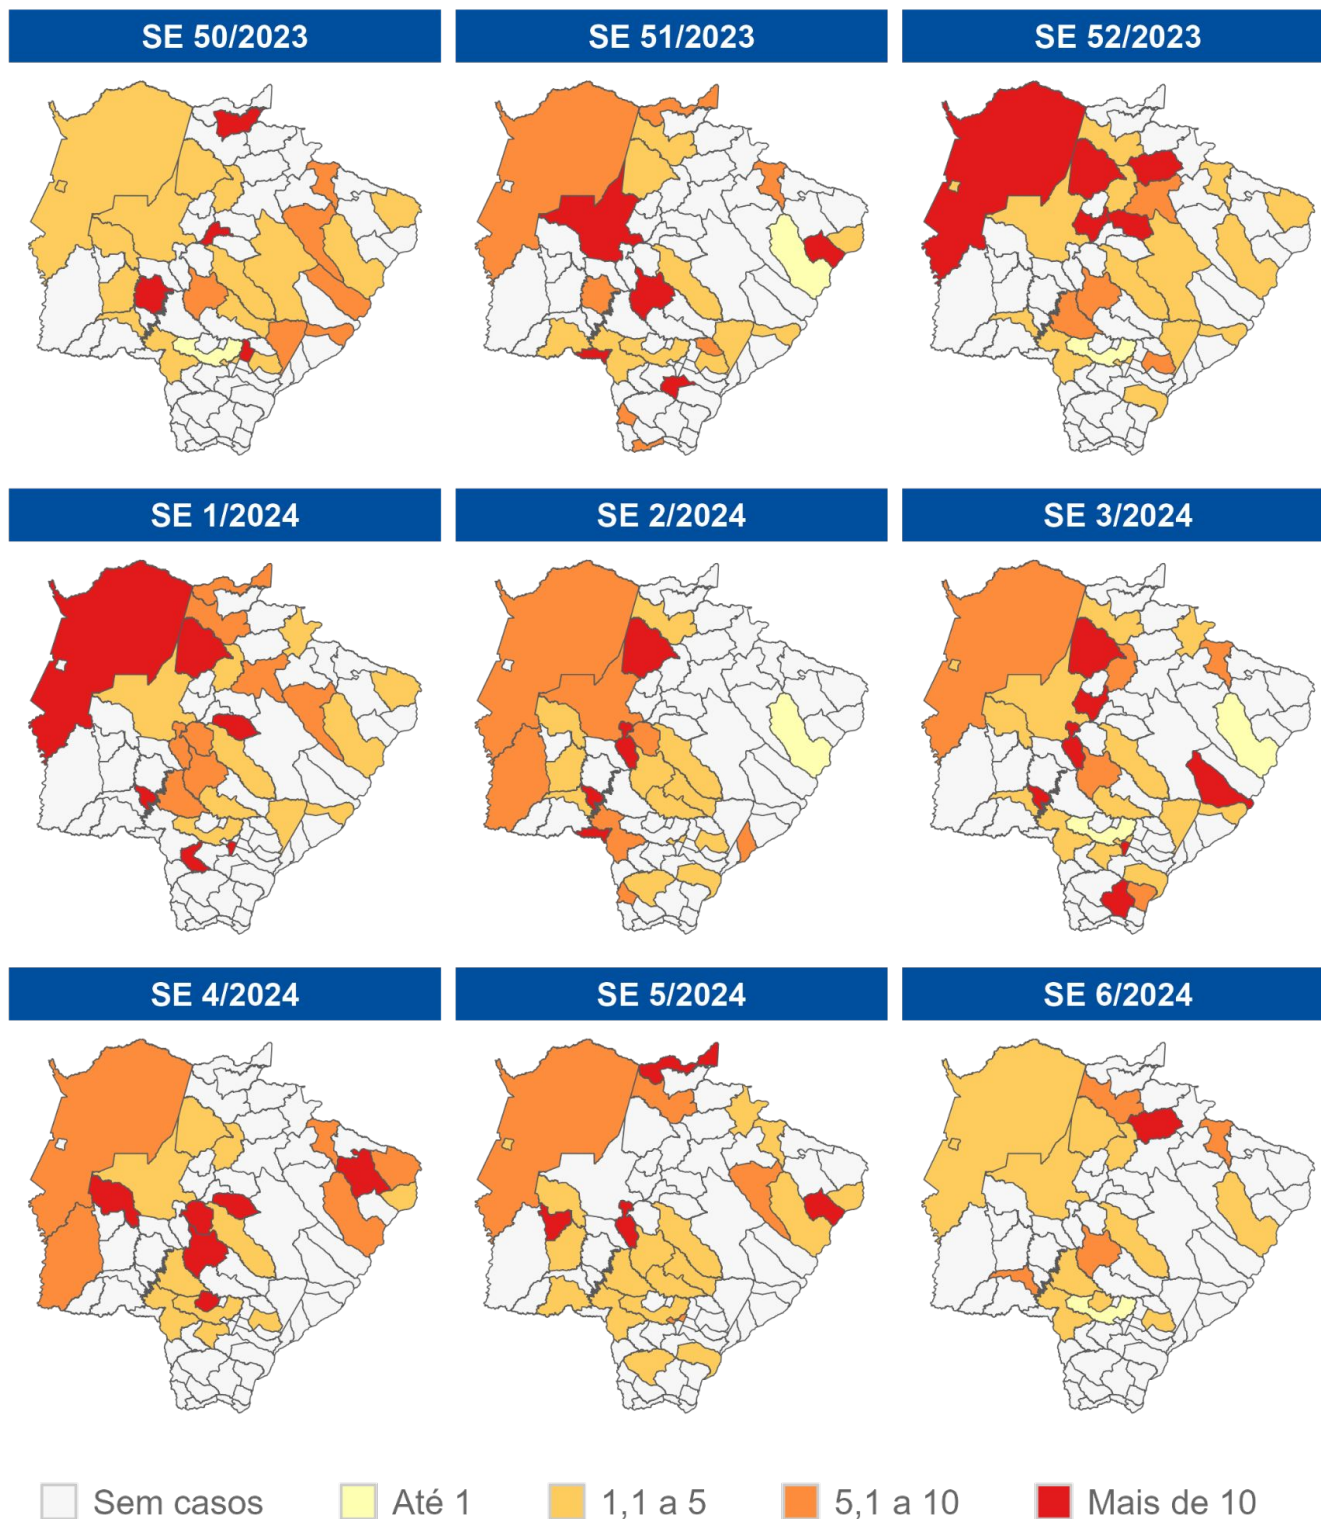 SE 50/2023
SE 51/2023
SE 52/2023
SE 1/2024
SE 2/2024
SE 3/2024
SE 4/2024
SE 5/2024
SE 6/2024
Sem casos
Até 1
1,1 a 5
5,1 a 10
Mais de 10